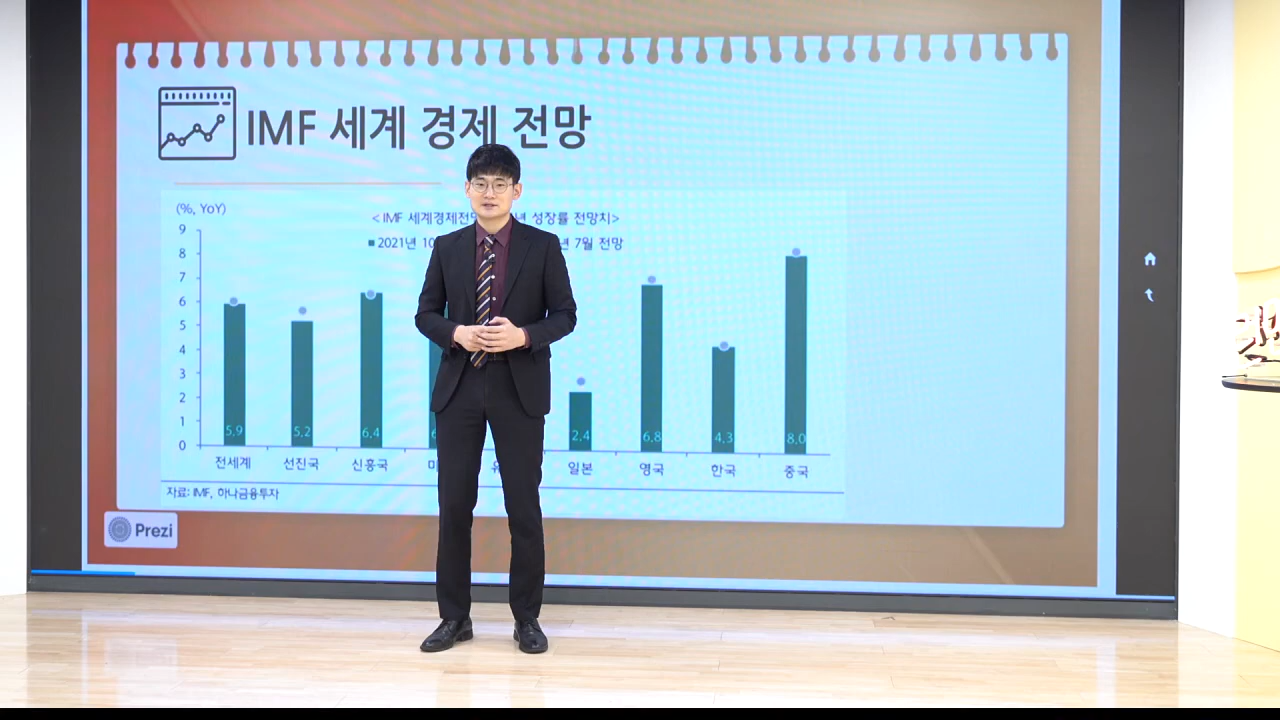 IMF 세계 경제 전망
(%, YoY)
<IMF 세계경제전 년 성장률 전망치>
2021년 10 년 7월 전망
9
8
7
6
5
4
3
2
1
0
5.9 5.2 6.4 6 2.4 6.8 4.3 8.0
전세계 선진국 신흥국 미 유 일본 영국 한국 중국
자료: IMF, 하나금융투자
Prezi